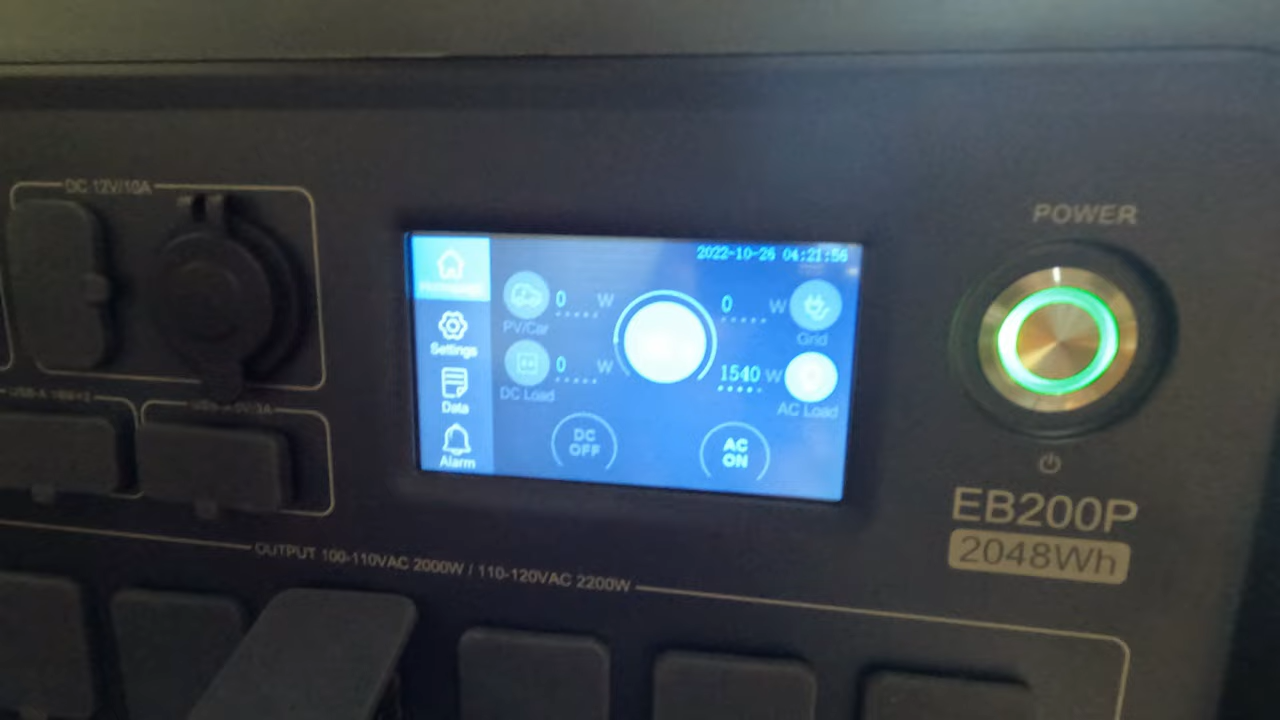 DC 12V/10A
POWER
2022-10-26 04:21:56
0 W
PV/Car
0 W
Grid
Settings
0 W
DC Load
1540 W
AC Load
Data
DC
OFF
AC
ON
Alarm
EB200P
2048Wh
OUTPUT 100-110VAC 2000W / 110-120VAC 2200W